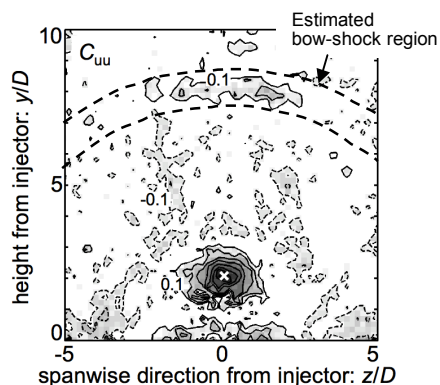 Estimated
bow-shock region
10
C_uu
0.1
5
-0.1
0.1
0
-5
0
5
height from injector: y/D
spanwise direction from injector: z/D